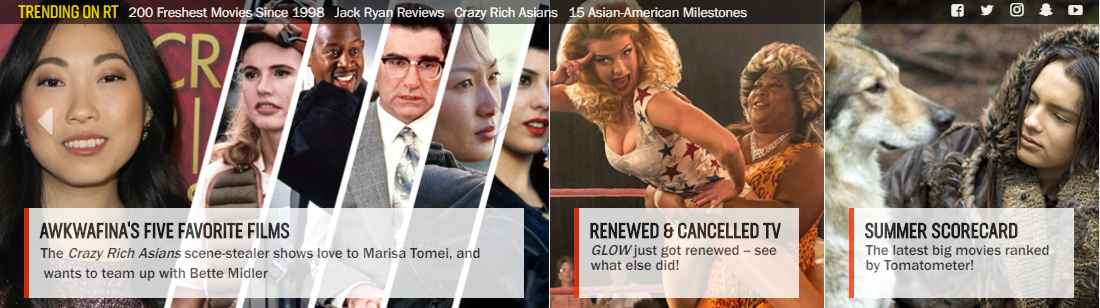 TRENDING ON RT 200 Freshest Movies Since 1998 Jack Ryan Reviews Crazy Rich Asians 15 Asian-American Milestones
CR
AWKWAFINA'S FIVE FAVORITE FILMS
The Crazy Rich Asians scene-stealer shows love to Marisa Tomei, and
wants to team up with Bette Midler
RENEWED & CANCELLED TV
GLOW just got renewed – see
what else did!
SUMMER SCORECARD
The latest big movies ranked
by Tomatometer!